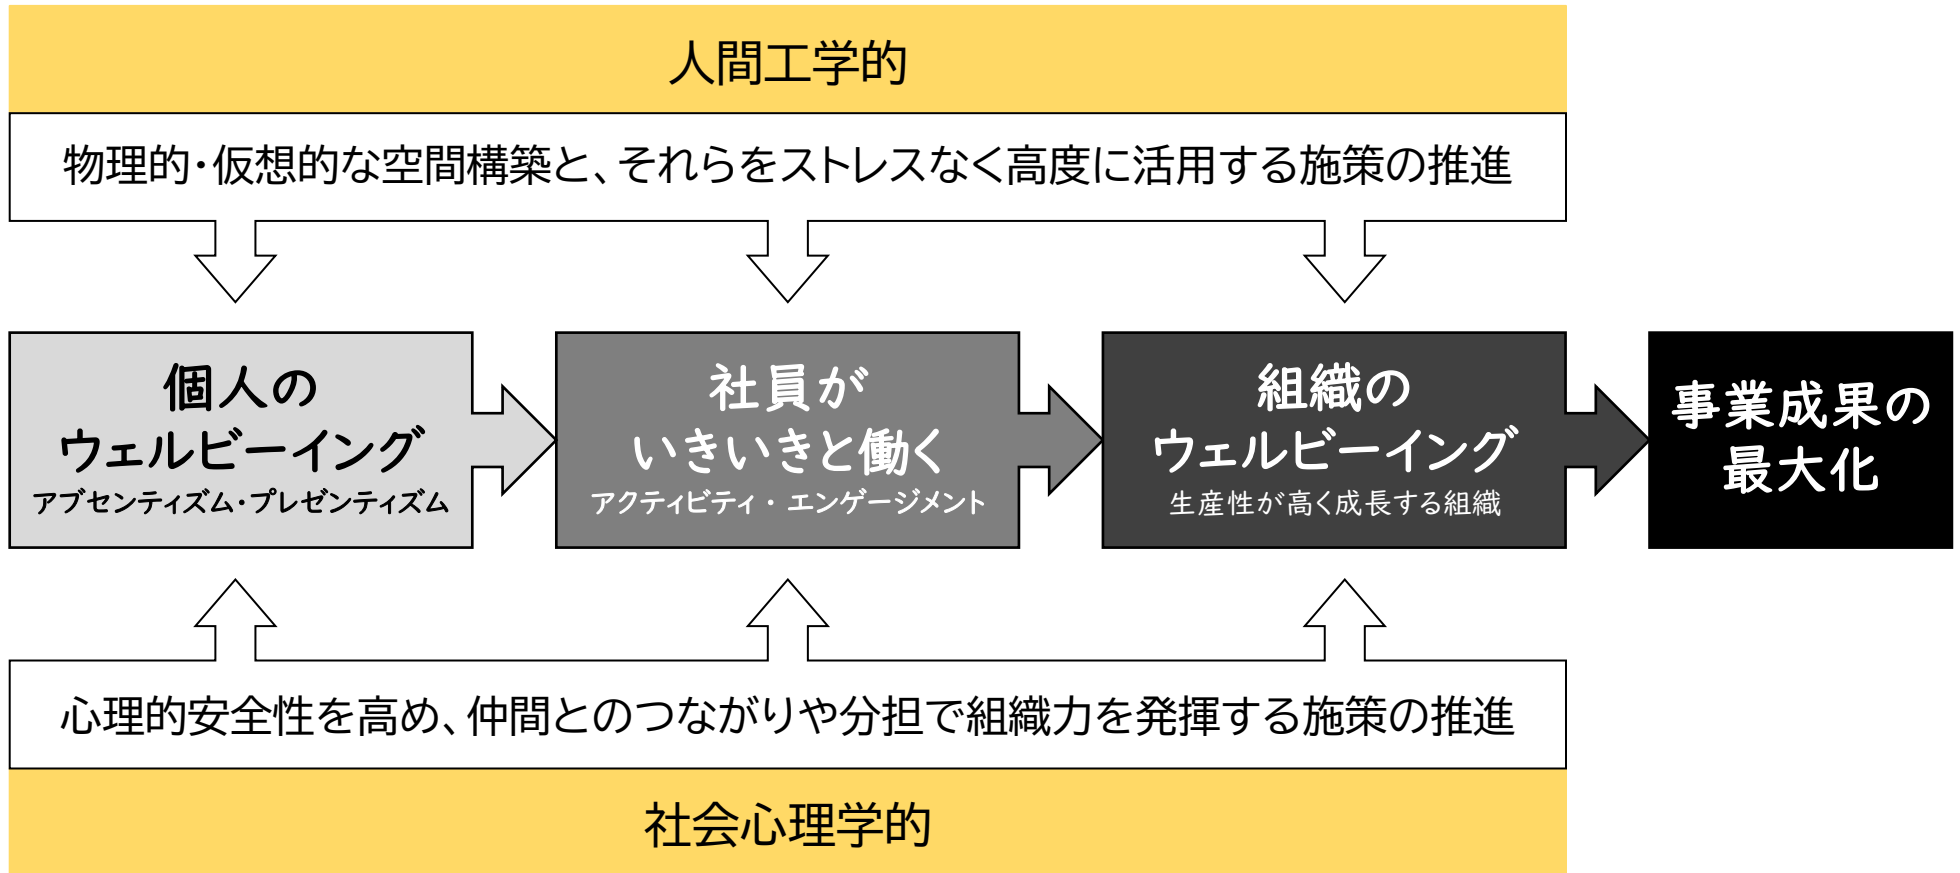 人間工学的
物理的・仮想的な空間構築と、それらをストレスなく高度に活用する施策の推進
個人の
ウェルビーイング
アブセンティズム・プレゼンティズム
社員が
いきいきと働く
アクティビティ・エンゲージメント
組織の
ウェルビーイング
生産性が高く成長する組織
事業成果の
最大化
心理的安全性を高め、仲間とのつながりや分担で組織力を発揮する施策の推進
社会心理学的